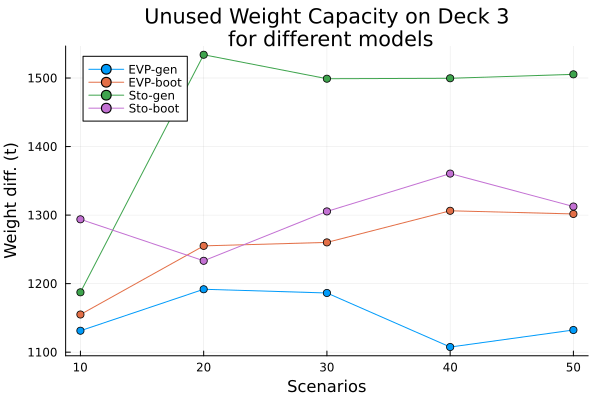 Unused Weight Capacity on Deck 3
for different models
EVP-gen
EVP-boot
Sto-gen
Sto-boot
Weight diff. (t)
1500
1400
1300
1200
1100
10 20 30 40 50
Scenarios